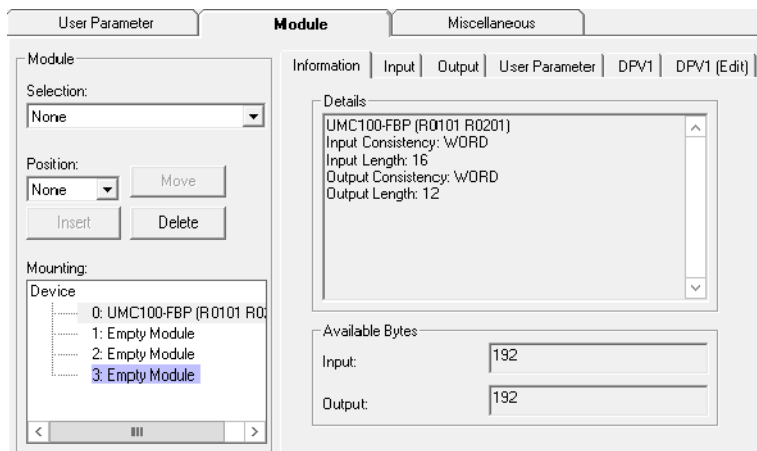 User Parameter
Module
Miscellaneous
Module
Selection:
None
Position:
None
Move
Insert
Delete
Mounting:
Device
0: UMC100-FBP (R0101 R02
1: Empty Module
2: Empty Module
3: Empty Module
Information
Input
Output
User Parameter
DPV1
DPV1 (Edit)
Details
UMC100-FBP (R0101 R0201)
Input Consistency: WORD
Input Length: 16
Output Consistency: WORD
Output Length: 12
Available Bytes
Input:
192
Output:
192